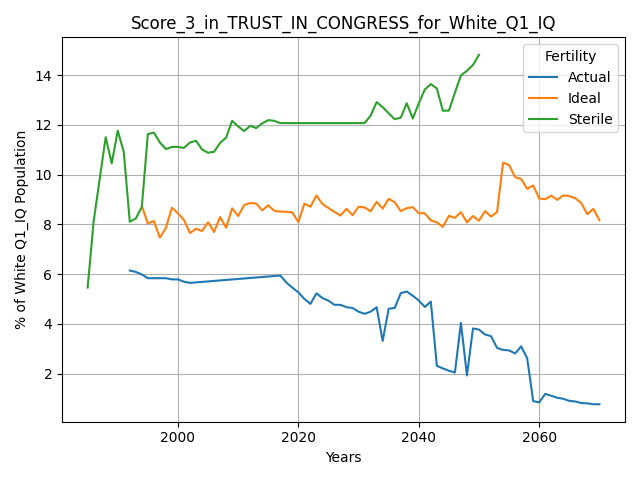 Score_3_in_TRUST_IN_CONGRESS_for_White_Q1_IQ
Fertility
Actual
Ideal
Sterile
% of White Q1_IQ Population
14
12
10
8
6
4
2
2000
2020
2040
2060
Years